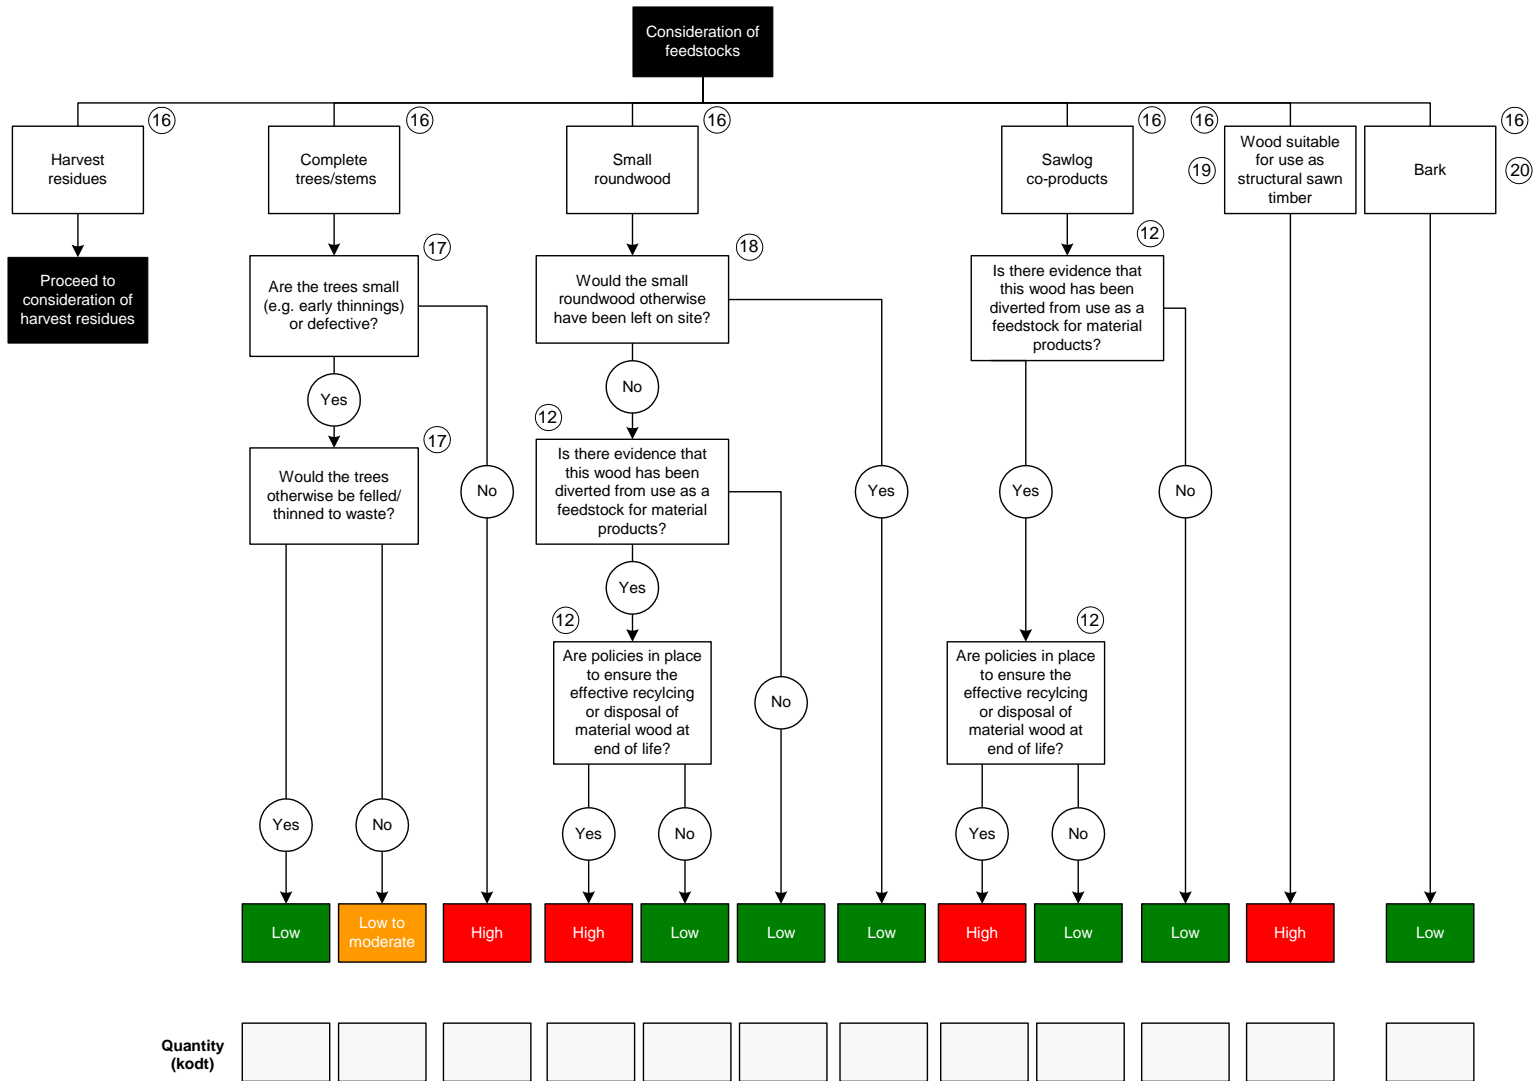 Consideration of
feedstocks
16
16
16
16
16
16
Harvest
residues
Complete
trees/stems
Small
roundwood
Sawlog
co-products
19
Wood suitable
for use as
structural sawn
timber
Bark
20
17
18
12
Proceed to
consideration of
harvest residues
Are the trees small
(e.g. early thinnings)
or defective?
Would the small
roundwood otherwise
have been left on site?
Is there evidence that
this wood has been
diverted from use as a
feedstock for material
products?
Yes
No
12
17
Would the trees
otherwise be felled/
thinned to waste?
No
Is there evidence that
this wood has been
diverted from use as a
feedstock for material
products?
Yes
Yes
No
Yes
12
12
Are policies in place
to ensure the
effective recylcing
or disposal of
material wood at
end of life?
No
Are policies in place
to ensure the
effective recylcing
or disposal of
material wood at
end of life?
Yes
No
Yes
No
Yes
No
Low
Low to
moderate
High
High
Low
Low
Low
High
Low
Low
High
Low
Quantity
(kodt)